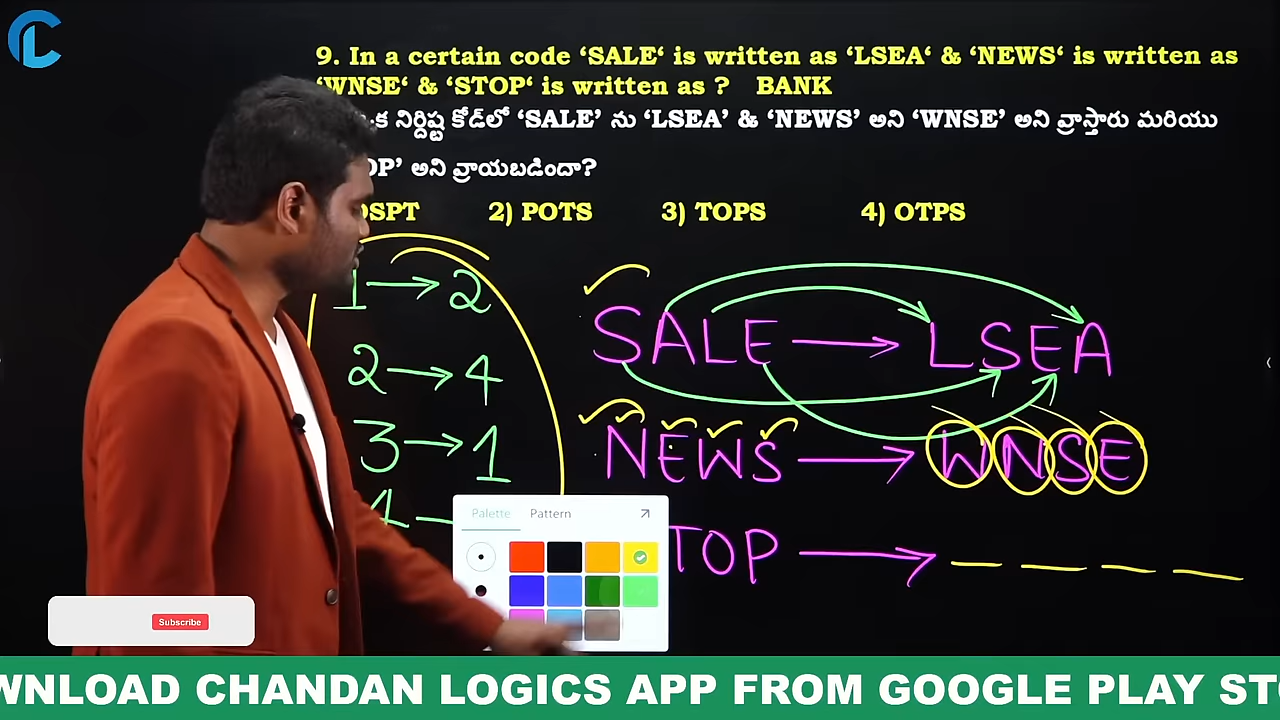 9. In a certain code ‘SALE‘ is written as ‘LSEA‘ & ‘NEWS‘ is written as
‘WNSE‘ & ‘STOP‘ is written as ? BANK
నిర్దిష్ట కోడ్‌లో ‘SALE’ ను ‘LSEA’ & ‘NEWS’ అని ‘WNSE’ అని వ్రాస్తారు మరియు
OP’ అని వ్రాయబడిందా?
OSPT 2) POTS 3) TOPS 4) OTPS
1→2
2→4
3→1
4→
SALE → LSEA
NEWS → WNSE
TOP → _ _ _ _
Palette Pattern
Subscribe
WNLOAD CHANDAN LOGICS APP FROM GOOGLE PLAY STO